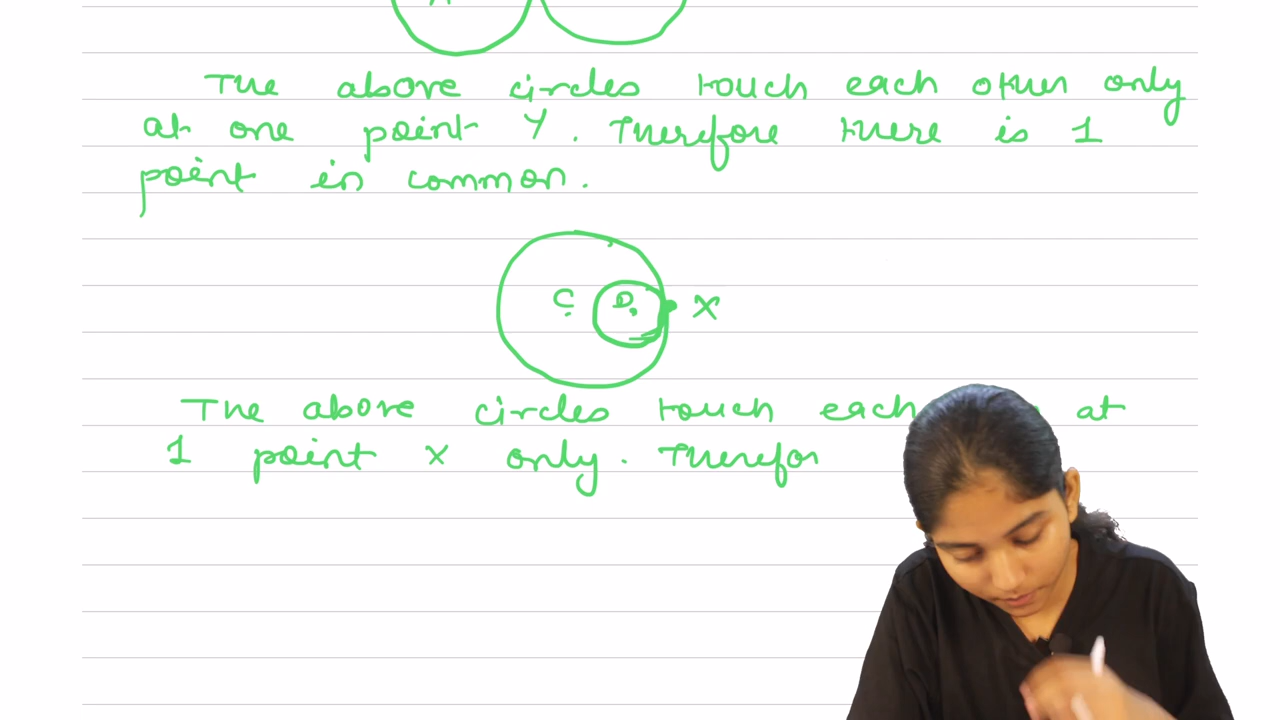 The above circles touch each other only
at one point Y. Therefore there is 1
point in common.
C D X
The above circles touch each at
1 point X only. Therefor